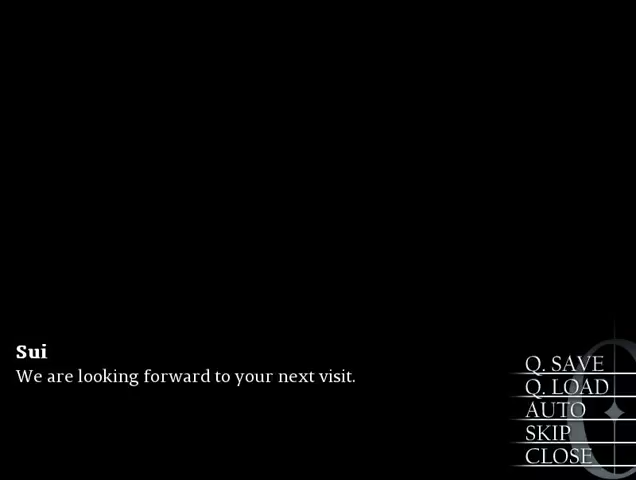 Sui
We are looking forward to your next visit.
Q. SAVE
Q. LOAD
AUTO
SKIP
CLOSE